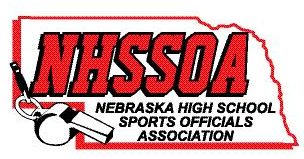 NHSSOA
NEBRASKA HIGH SCHOOL
SPORTS OFFICIALS
ASSOCIATION